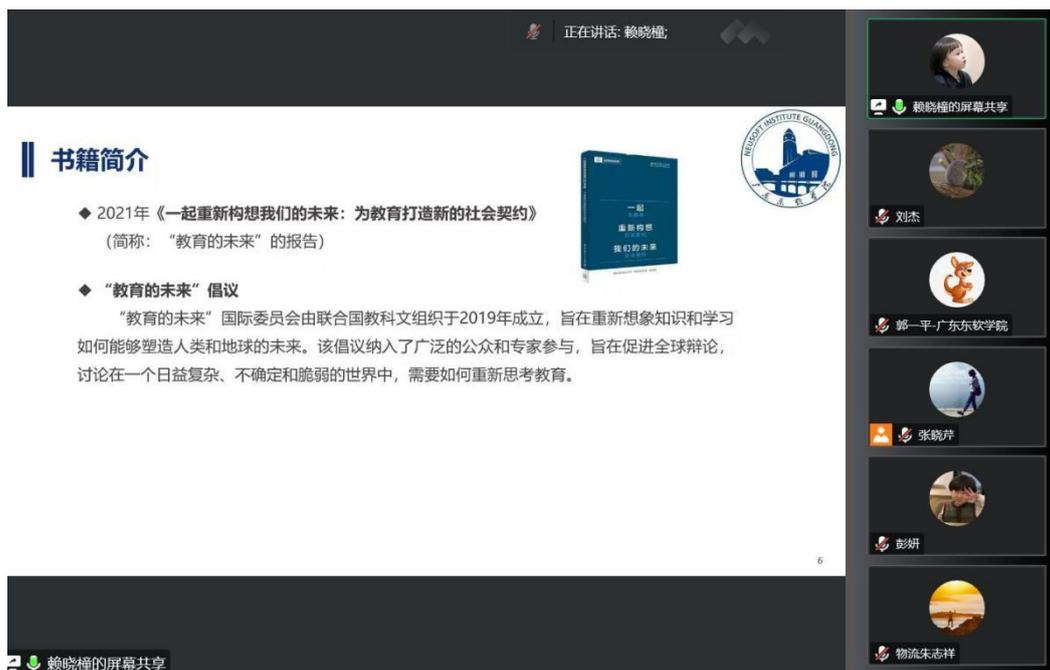 正在讲话: 赖晓橦;
书籍简介
◆ 2021年《一起重新构想我们的未来：为教育打造新的社会契约》
（简称：“教育的未来”的报告）
◆ “教育的未来”倡议
“教育的未来”国际委员会由联合国教科文组织于2019年成立，旨在重新想象知识和学习
如何能够塑造人类和地球的未来。该倡议纳入了广泛的公众和专家参与，旨在促进全球辩论，
讨论在一个日益复杂、不确定和脆弱的世界中，需要如何重新思考教育。
一起
重新构想
我们的未来
NEUSOFT INSTITUTE GUANGDONG
广东东软学院
6
赖晓橦的屏幕共享
赖晓橦的屏幕共享
刘杰
郭一平-广东东软学院
张晓芹
彭妍
物流朱志祥